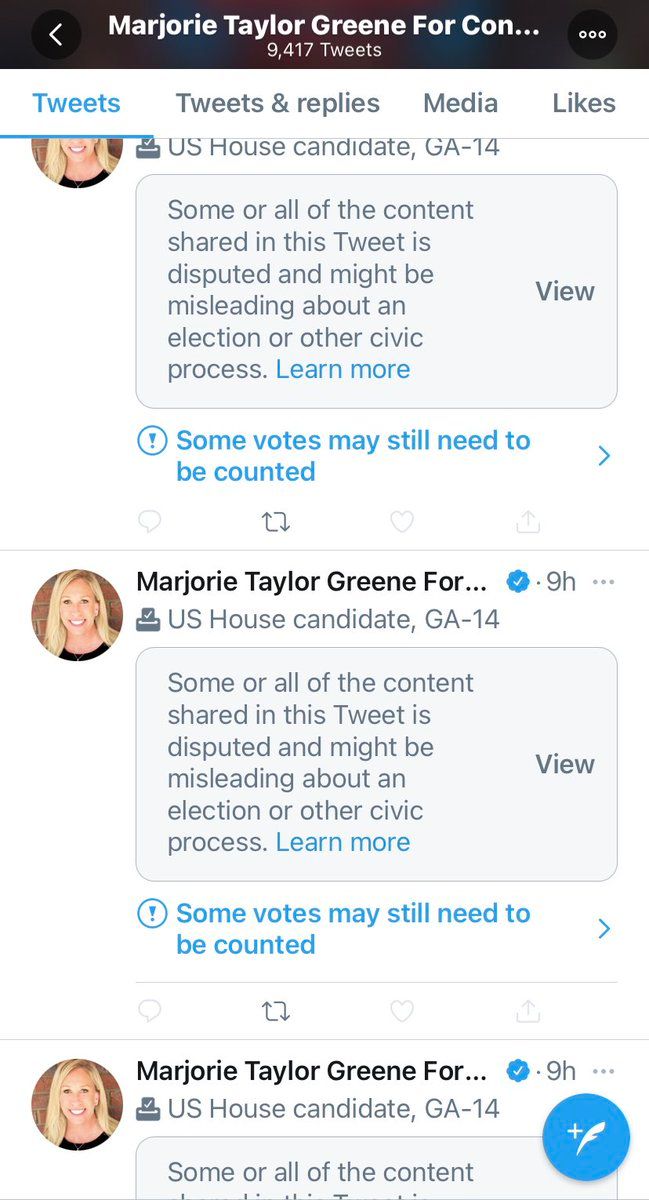 Marjorie Taylor Greene For Con...
9,417 Tweets
Tweets Tweets & replies Media Likes
US House candidate, GA-14
Some or all of the content
shared in this Tweet is
disputed and might be
misleading about an
election or other civic
process. Learn more
View
Some votes may still need to
be counted
Marjorie Taylor Greene For... · 9h
US House candidate, GA-14
Some or all of the content
shared in this Tweet is
disputed and might be
misleading about an
election or other civic
process. Learn more
View
Some votes may still need to
be counted
Marjorie Taylor Greene For... · 9h
US House candidate, GA-14
Some or all of the content
shared in this Tweet is